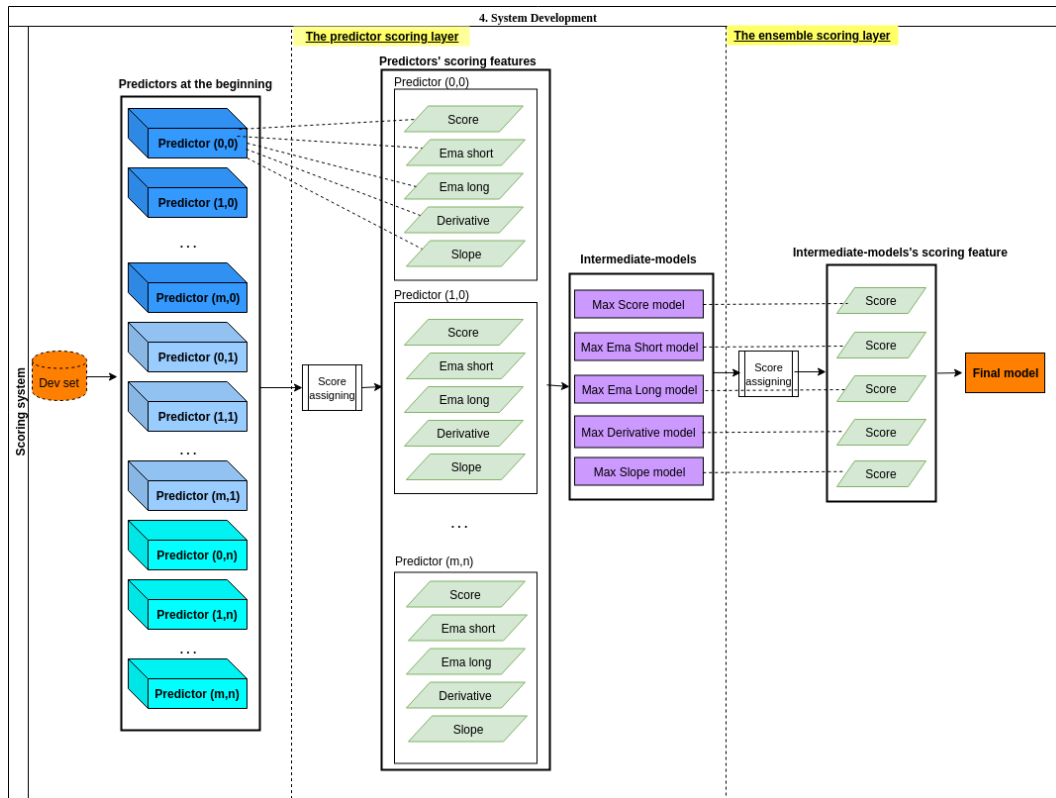 4. System Development
The predictor scoring layer
The ensemble scoring layer
Scoring system
Dev set
Predictors at the beginning
Predictor (0,0)
Predictor (1,0)
...
Predictor (m,0)
Predictor (0,1)
Predictor (1,1)
...
Predictor (m,1)
Predictor (0,n)
Predictor (1,n)
...
Predictor (m,n)
Score
assigning
Predictors' scoring features
Predictor (0,0)
Score
Ema short
Ema long
Derivative
Slope
Predictor (1,0)
Score
Ema short
Ema long
Derivative
Slope
...
Predictor (m,n)
Score
Ema short
Ema long
Derivative
Slope
Intermediate-models
Max Score model
Max Ema Short model
Max Ema Long model
Max Derivative model
Max Slope model
Score
assigning
Intermediate-models's scoring feature
Score
Score
Score
Score
Score
Final model